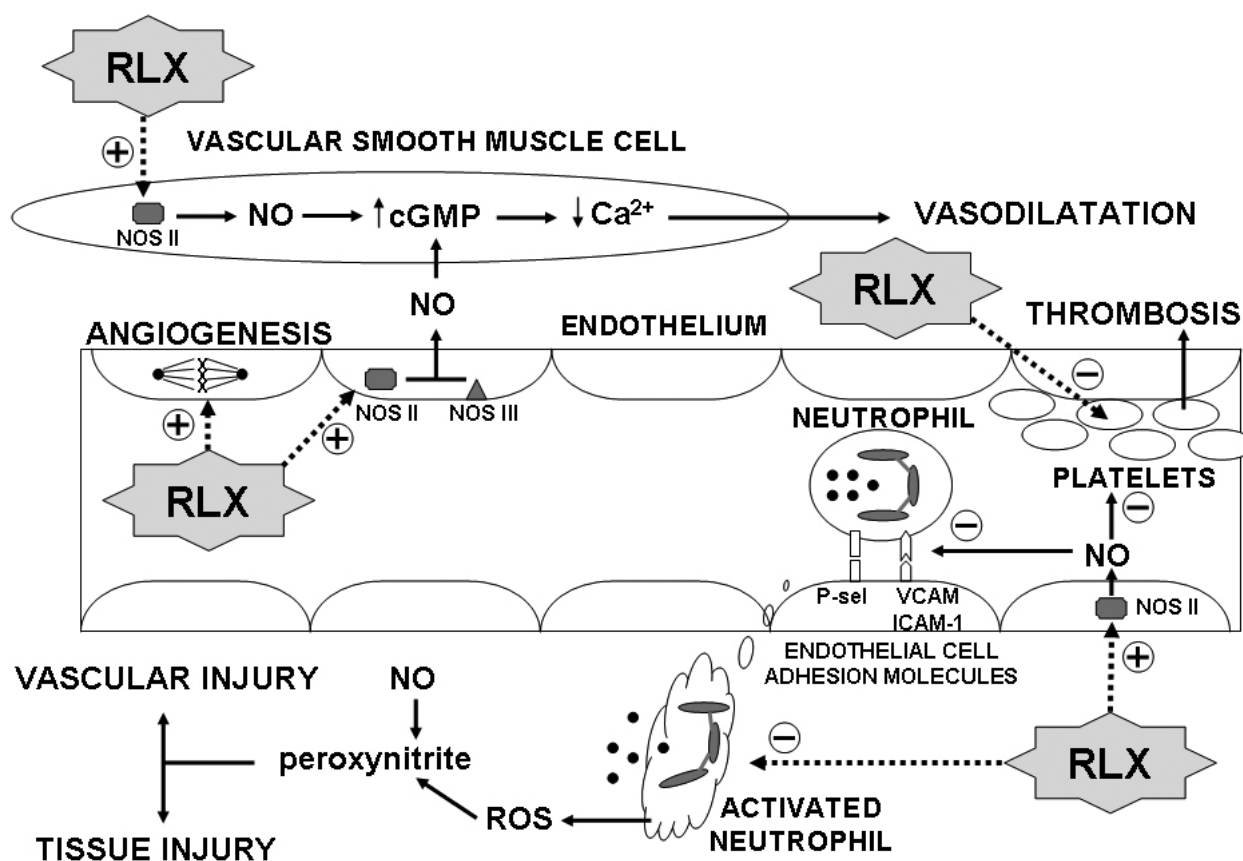 RLX
+
VASCULAR SMOOTH MUSCLE CELL
NOS II
NO
↑cGMP
↓Ca²⁺
VASODILATATION
RLX
THROMBOSIS
−
NO
ANGIOGENESIS
ENDOTHELIUM
NOS II
NOS III
+
+
RLX
NEUTROPHIL
PLATELETS
−
−
NO
P-sel
VCAM
ICAM-1
NOS II
ENDOTHELIAL CELL
ADHESION MOLECULES
+
RLX
−
VASCULAR INJURY
NO
peroxynitrite
ROS
ACTIVATED
NEUTROPHIL
TISSUE INJURY